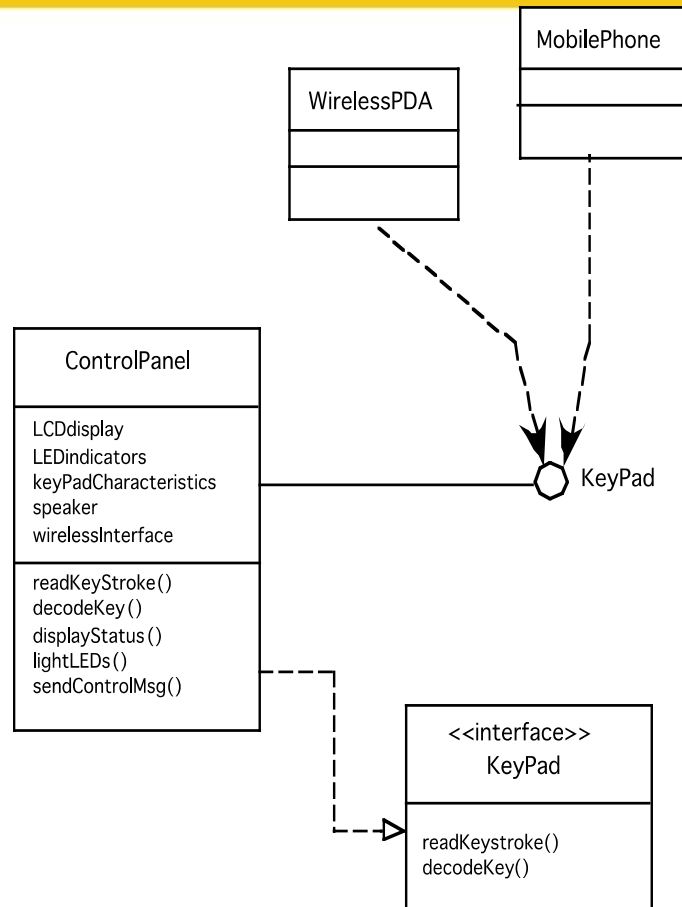 MobilePhone
WirelessPDA
ControlPanel
LCDdisplay
LEDindicators
keyPadCharacteristics
speaker
wirelessInterface
KeyPad
readKeyStroke()
decodeKey()
displayStatus()
lightLEDs()
sendControlMsg()
<<interface>>
KeyPad
readKeystroke()
decodeKey()